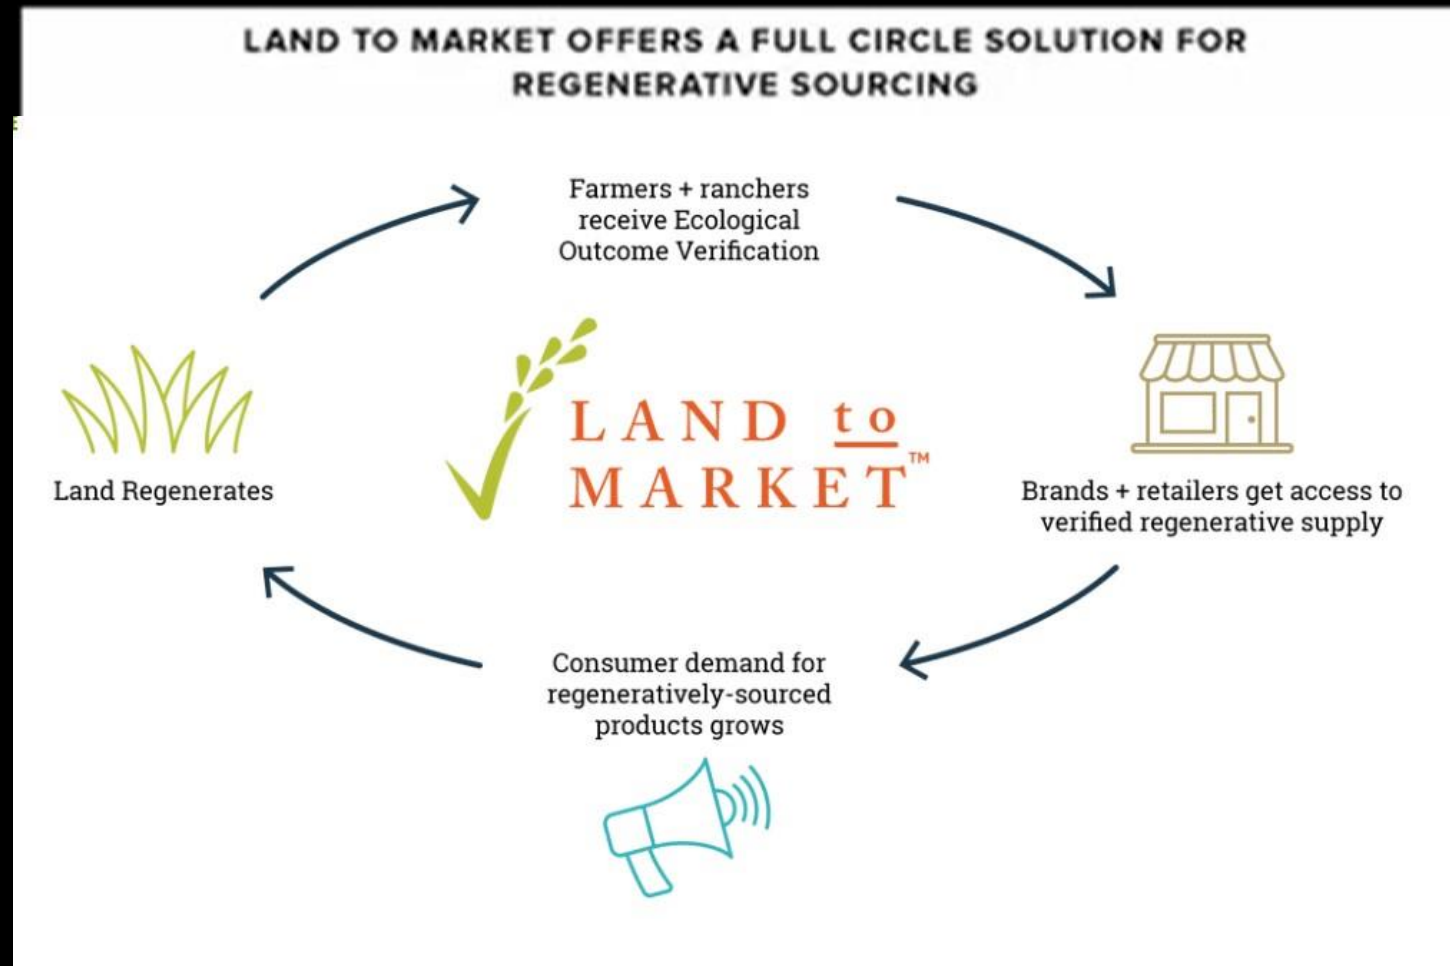 LAND TO MARKET OFFERS A FULL CIRCLE SOLUTION FOR
REGENERATIVE SOURCING
Farmers + ranchers
receive Ecological
Outcome Verification
LAND to
MARKET™
Land Regenerates
Brands + retailers get access to
verified regenerative supply
Consumer demand for
regeneratively-sourced
products grows